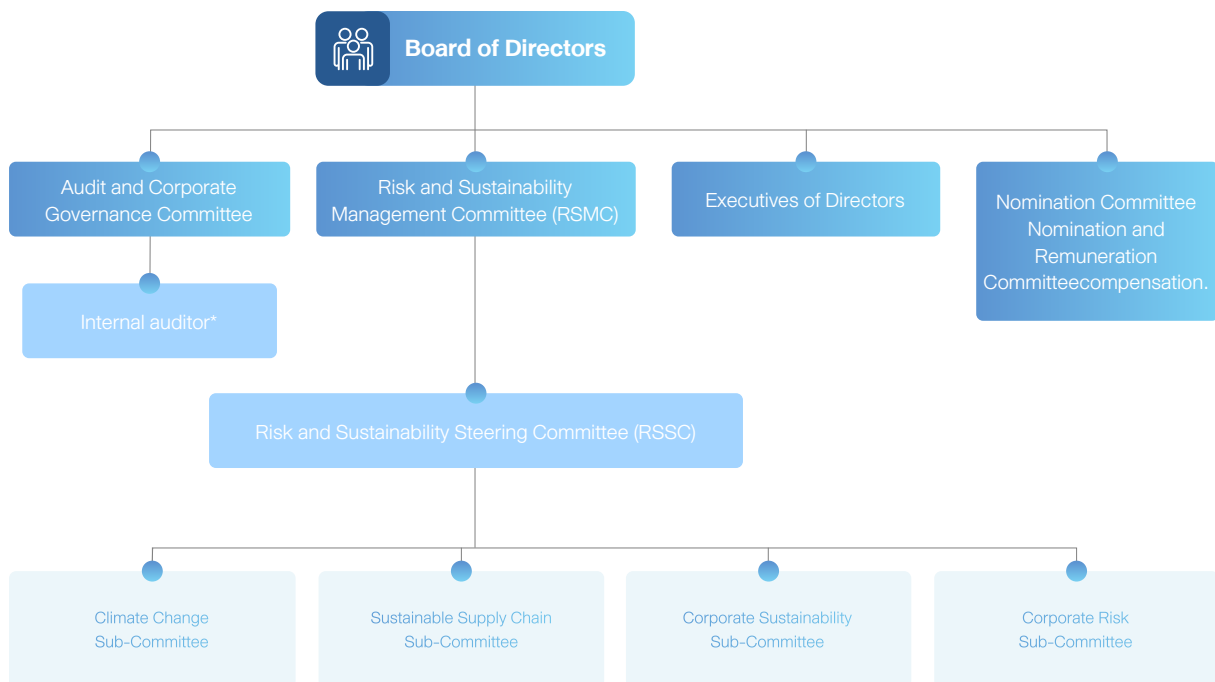 Board of Directors
Audit and Corporate
Governance Committee
Risk and Sustainability
Management Committee (RSMC)
Executives of Directors
Nomination Committee
Nomination and
Remuneration
Committeecompensation.
Internal auditor*
Risk and Sustainability Steering Committee (RSSC)
Climate Change
Sub-Committee
Sustainable Supply Chain
Sub-Committee
Corporate Sustainability
Sub-Committee
Corporate Risk
Sub-Committee